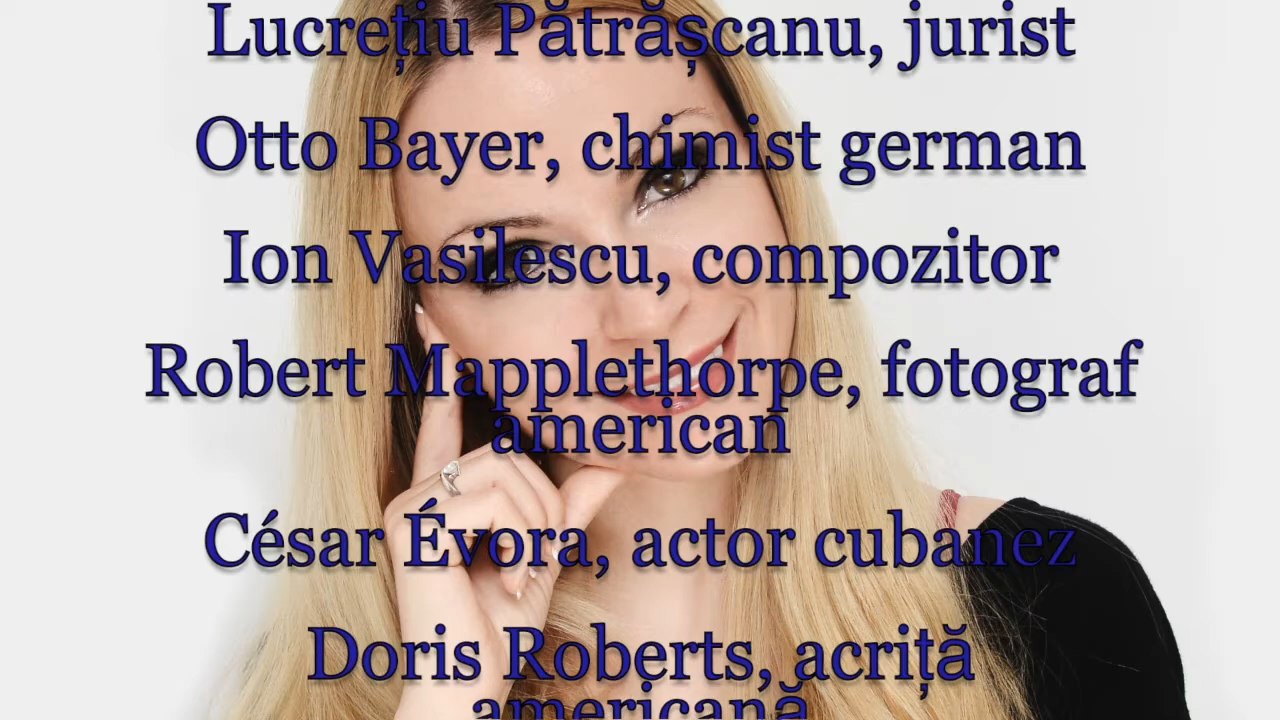 Lucrețiu Pătrășcanu, jurist
Otto Bayer, chimist german
Ion Vasilescu, compozitor
Robert Mapplethorpe, fotograf
american
César Évora, actor cubanez
Doris Roberts, acriță
americană